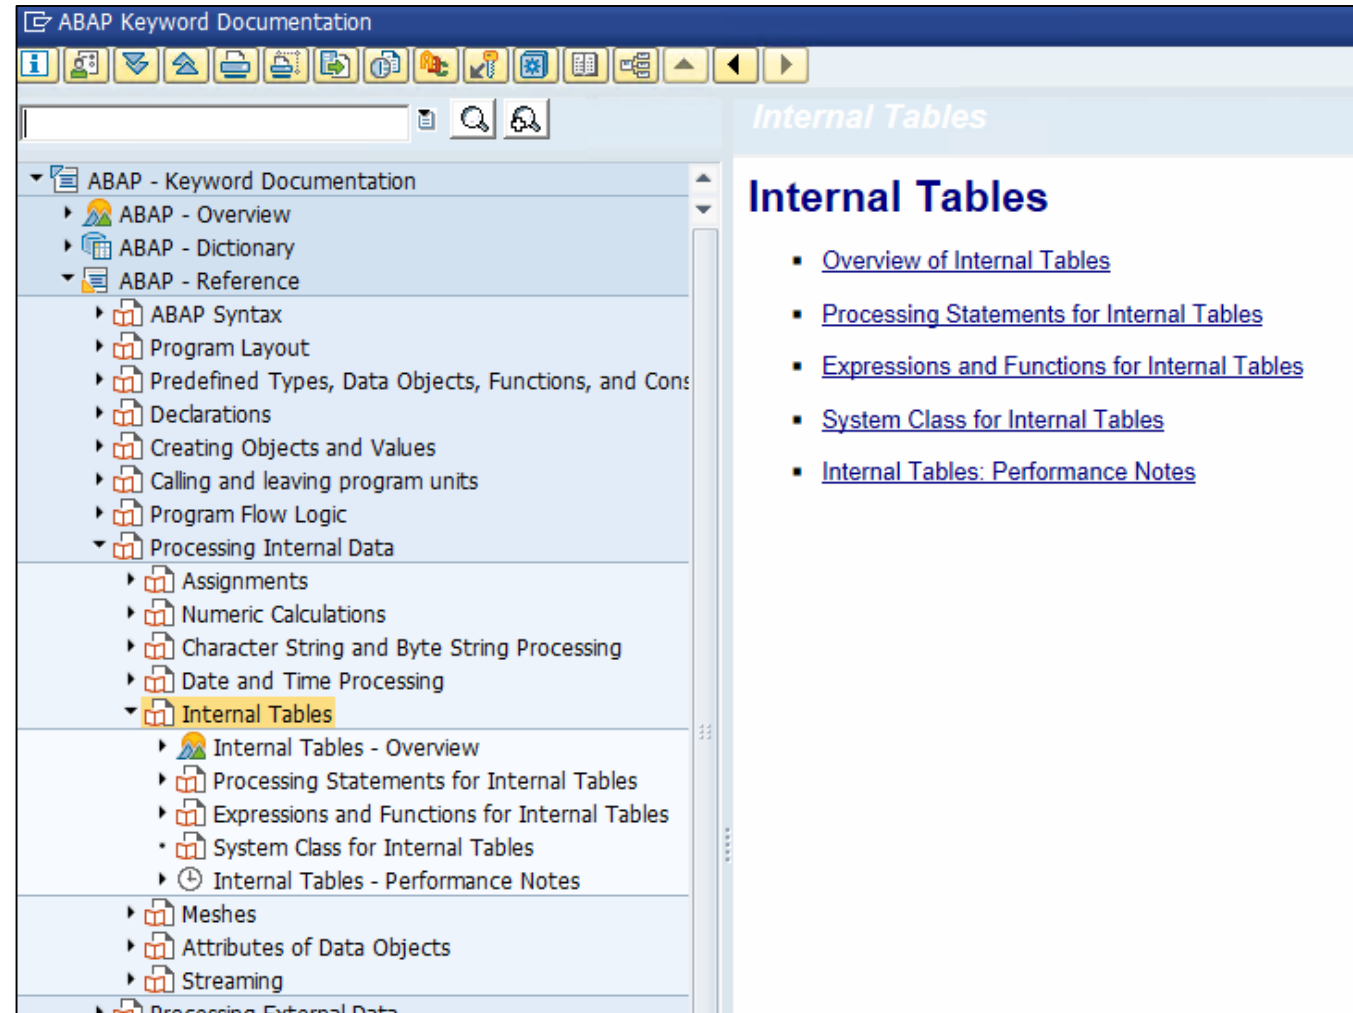 ABAP Keyword Documentation
Internal Tables
ABAP - Keyword Documentation
ABAP - Overview
ABAP - Dictionary
ABAP - Reference
ABAP Syntax
Program Layout
Predefined Types, Data Objects, Functions, and Cons
Declarations
Creating Objects and Values
Calling and leaving program units
Program Flow Logic
Processing Internal Data
Assignments
Numeric Calculations
Character String and Byte String Processing
Date and Time Processing
Internal Tables
Internal Tables - Overview
Processing Statements for Internal Tables
Expressions and Functions for Internal Tables
System Class for Internal Tables
Internal Tables - Performance Notes
Meshes
Attributes of Data Objects
Streaming
Processing External Data
Internal Tables
Overview of Internal Tables
Processing Statements for Internal Tables
Expressions and Functions for Internal Tables
System Class for Internal Tables
Internal Tables: Performance Notes